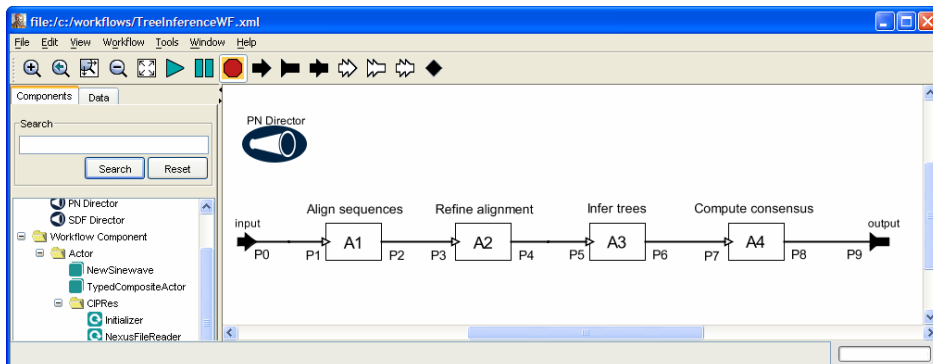 file:/c:/workflows/TreeInferenceWF.xml
File Edit View Workflow Tools Window Help
Components Data
Search
Search Reset
PN Director
SDF Director
Workflow Component
Actor
NewSinewave
TypedCompositeActor
CIPRes
Initializer
NexusFileReader
PN Director
Align sequences Refine alignment Infer trees Compute consensus
input output
A1 A2 A3 A4
P0 P1 P2 P3 P4 P5 P6 P7 P8 P9